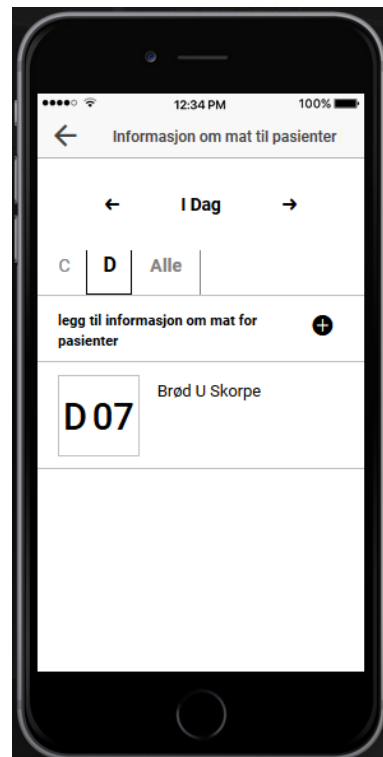 12:34 PM 100%
Informasjon om mat til pasienter
← I Dag →
C D Alle
legg til informasjon om mat for
pasienter
Brød U Skorpe
D 07